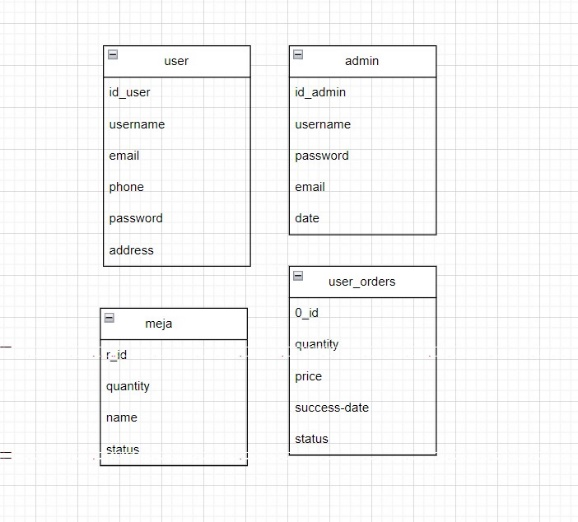 user
id_user
username
email
phone
password
address
admin
id_admin
username
password
email
date
meja
r_id
quantity
name
status
user_orders
0_id
quantity
price
success-date
status